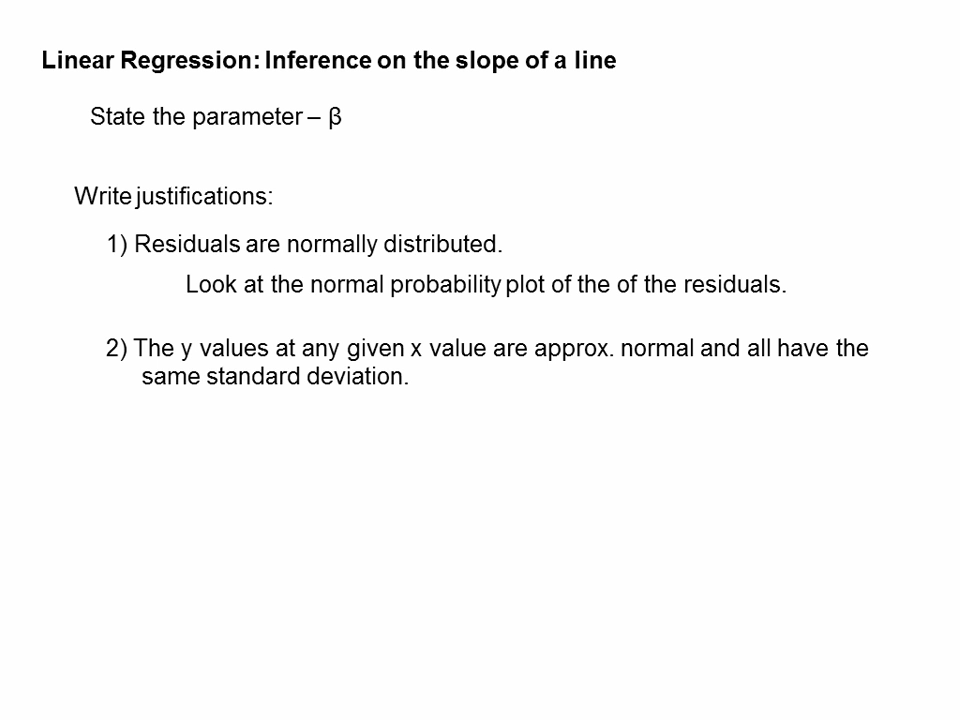 Linear Regression: Inference on the slope of a line
State the parameter – β
Write justifications:
1) Residuals are normally distributed.
Look at the normal probability plot of the of the residuals.
2) The y values at any given x value are approx. normal and all have the
same standard deviation.